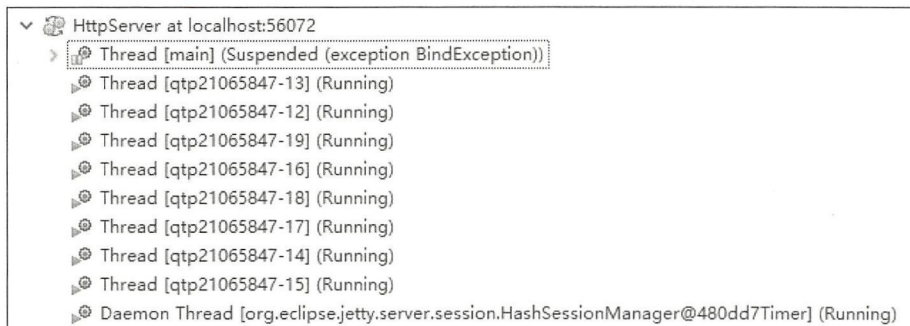 HttpServer at localhost:56072
Thread [main] (Suspended (exception BindException))
Thread [qtp21065847-13] (Running)
Thread [qtp21065847-12] (Running)
Thread [qtp21065847-19] (Running)
Thread [qtp21065847-16] (Running)
Thread [qtp21065847-18] (Running)
Thread [qtp21065847-17] (Running)
Thread [qtp21065847-14] (Running)
Thread [qtp21065847-15] (Running)
Daemon Thread [org.eclipse.jetty.server.session.HashSessionManager@480dd7Timer] (Running)